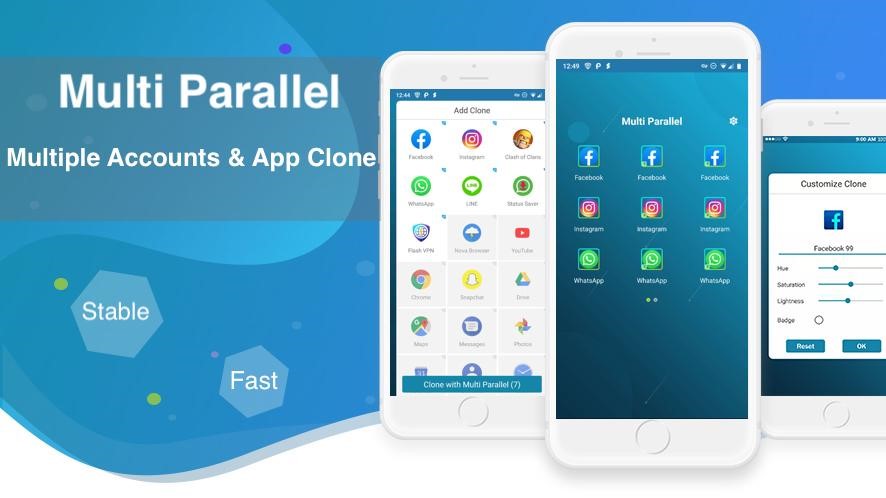 Multi Parallel
Multiple Accounts & App Clone
Stable
Fast
12:44
Add Clone
Facebook
Instagram
Clash of Clans
WhatsApp
LINE
Status Saver
Flash VPN
Nova Browser
YouTube
Chrome
Snapchat
Drive
Maps
Messages
Photos
Clone with Multi Parallel (7)
12:49
Multi Parallel
Facebook
Facebook
Facebook
Instagram
Instagram
Instagram
WhatsApp
WhatsApp
WhatsApp
9:00 AM
Customize Clone
Facebook 99
Hue
Saturation
Lightness
Badge
Reset
OK